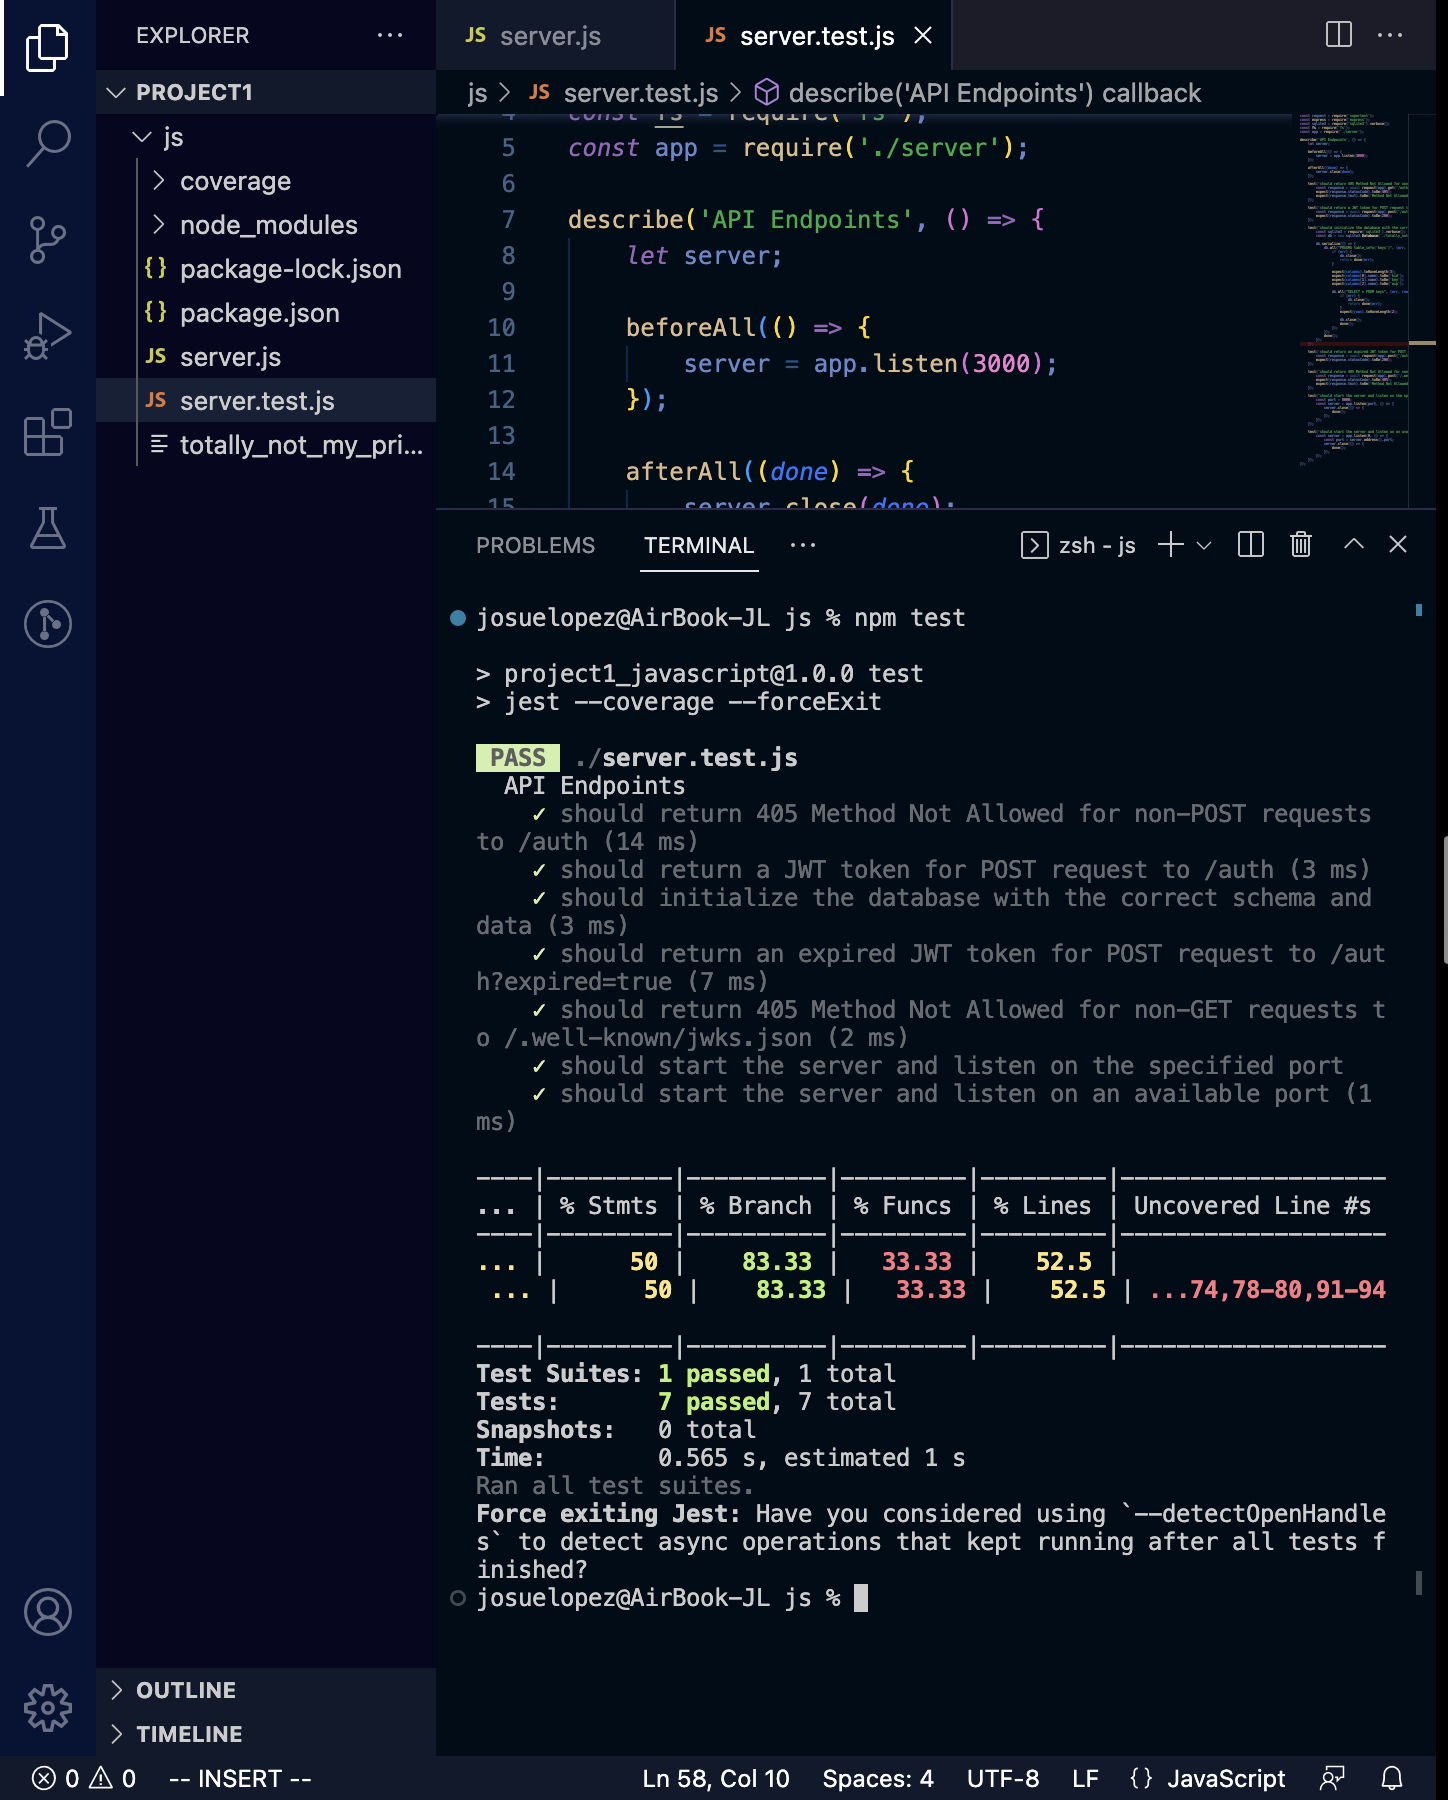 EXPLORER ...
JS server.js
JS server.test.js
PROJECT1
js > JS server.test.js > describe('API Endpoints') callback
js
coverage
node_modules
{} package-lock.json
{} package.json
JS server.js
JS server.test.js
totally_not_my_pri...
4 const fs = require('fs');
5 const app = require('./server');
6
7 describe('API Endpoints', () => {
8 let server;
9
10 beforeAll(() => {
11 server = app.listen(3000);
12 });
13
14 afterAll((done) => {
15 server.close(done);
PROBLEMS TERMINAL ... zsh - js
josuelopez@AirBook-JL js % npm test
> project1_javascript@1.0.0 test
> jest --coverage --forceExit
PASS ./server.test.js
API Endpoints
✓ should return 405 Method Not Allowed for non-POST requests
to /auth (14 ms)
✓ should return a JWT token for POST request to /auth (3 ms)
✓ should initialize the database with the correct schema and
data (3 ms)
✓ should return an expired JWT token for POST request to /aut
h?expired=true (7 ms)
✓ should return 405 Method Not Allowed for non-GET requests t
o /.well-known/jwks.json (2 ms)
✓ should start the server and listen on the specified port
✓ should start the server and listen on an available port (1
ms)
----|---------|----------|---------|---------|-------------------
... | % Stmts | % Branch | % Funcs | % Lines | Uncovered Line #s
----|---------|----------|---------|---------|-------------------
... | 50 | 83.33 | 33.33 | 52.5 |
... | 50 | 83.33 | 33.33 | 52.5 | ...74,78-80,91-94
----|---------|----------|---------|---------|-------------------
Test Suites: 1 passed, 1 total
Tests: 7 passed, 7 total
Snapshots: 0 total
Time: 0.565 s, estimated 1 s
Ran all test suites.
Force exiting Jest: Have you considered using `--detectOpenHandle
s` to detect async operations that kept running after all tests f
inished?
josuelopez@AirBook-JL js %
OUTLINE
TIMELINE
0 0 -- INSERT -- Ln 58, Col 10 Spaces: 4 UTF-8 LF {} JavaScript